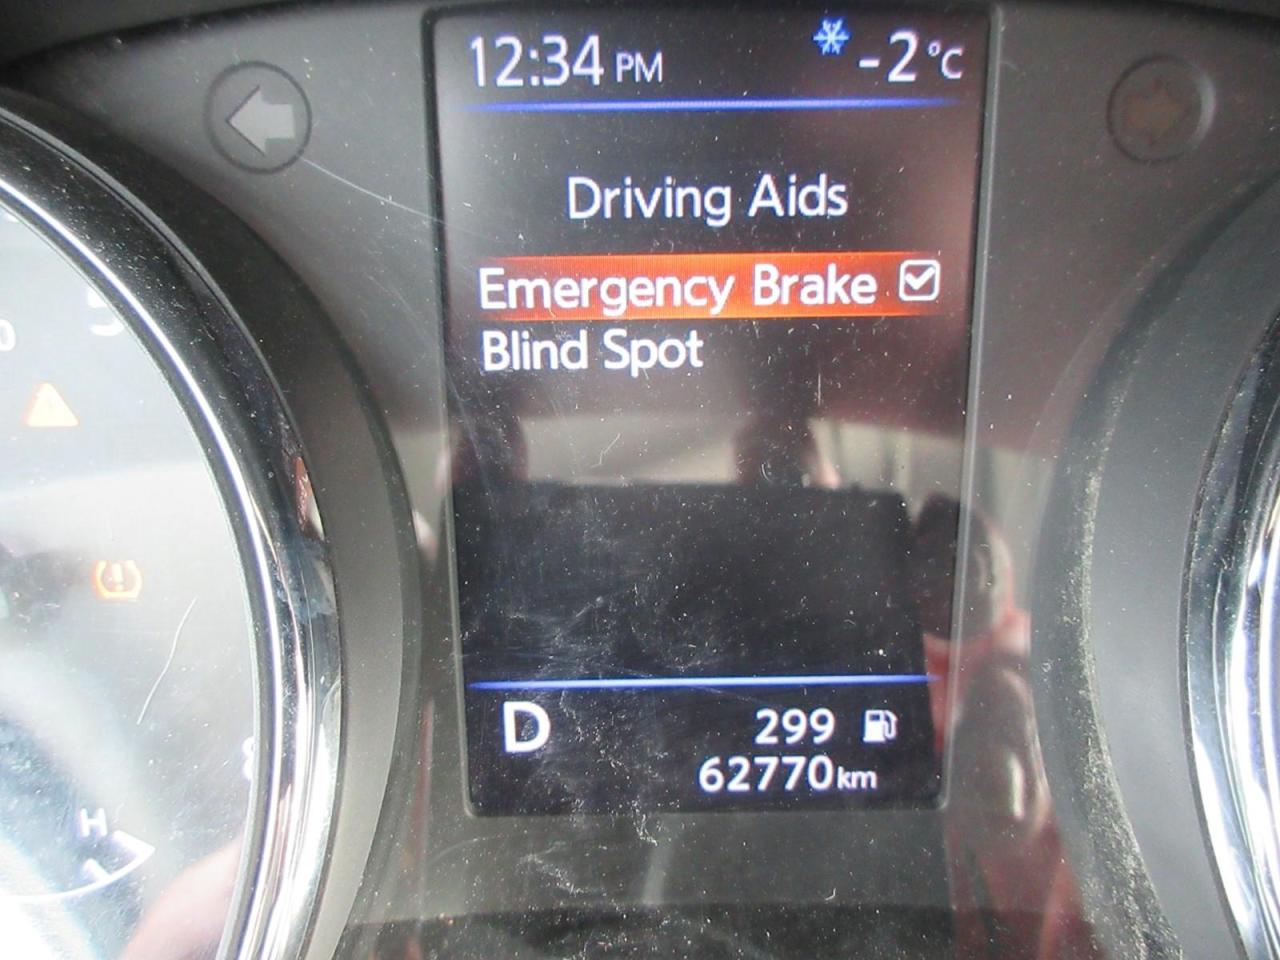 12:34 PM
-2°C
Driving Aids
Emergency Brake
Blind Spot
D
299
62770km
H